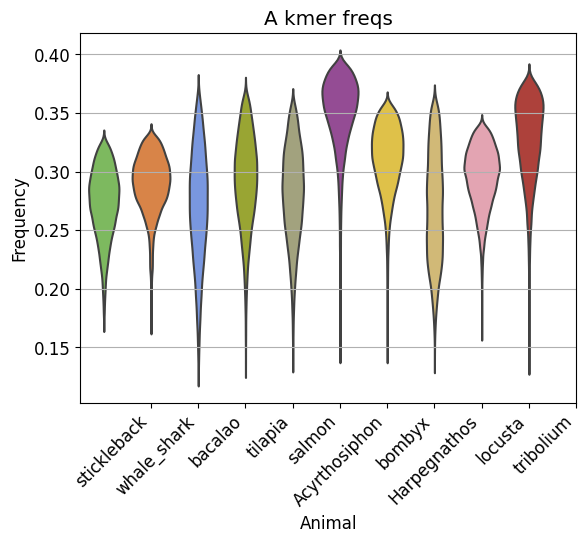 A kmer freqs
0.40
0.35
0.30
0.25
0.20
0.15
Frequency
stickleback
whale_shark
bacalao
tilapia
salmon
Acyrthosiphon
bombyx
Harpegnathos
locusta
tribolium
Animal